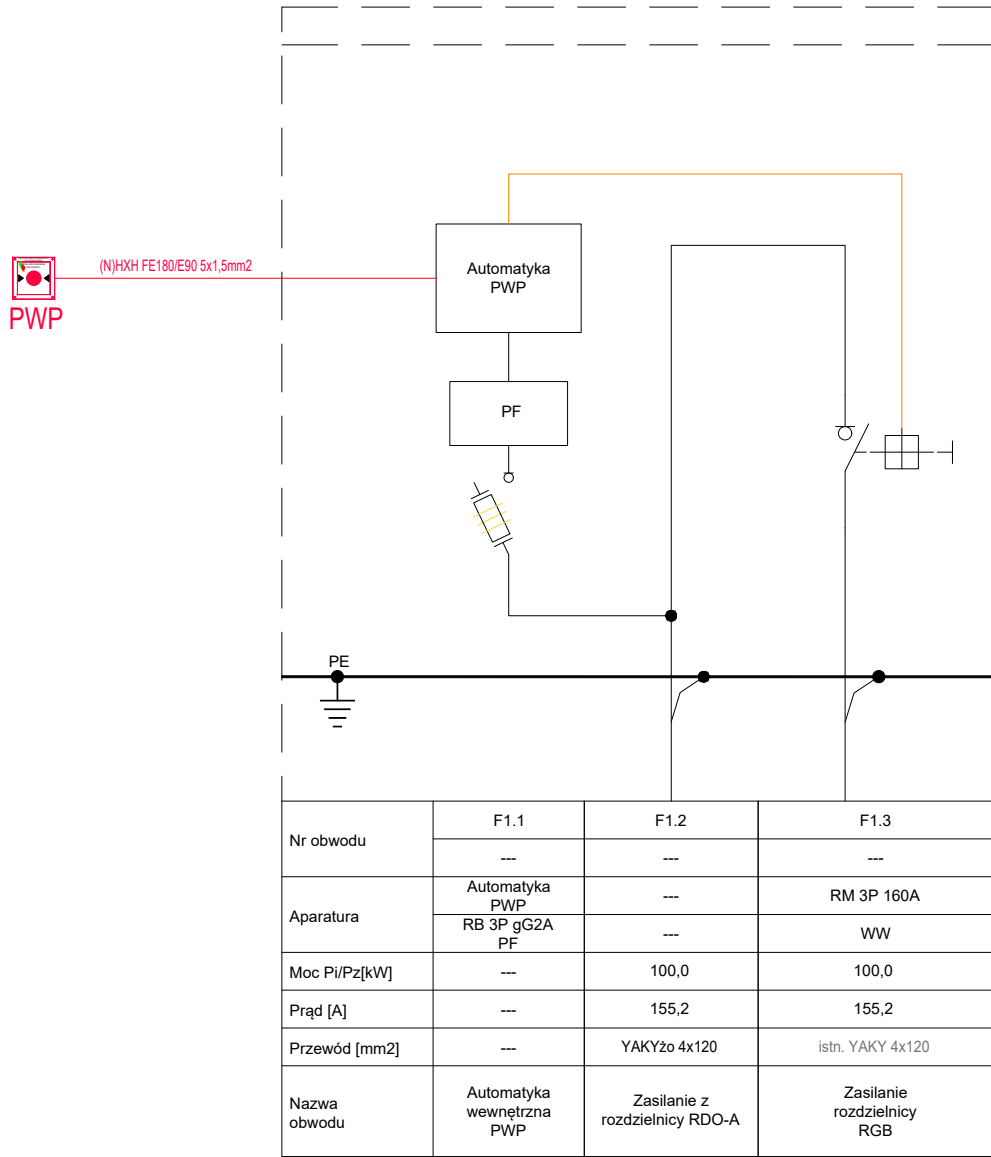 (N)HXH FE180/E90 5x1,5mm2
PWP
Automatyka
PWP
PF
PE
Nr obwodu
F1.1
F1.2
F1.3
---
---
---
Aparatura
Automatyka
PWP
---
RM 3P 160A
RB 3P gG2A
PF
---
WW
Moc Pi/Pz[kW]
---
100,0
100,0
Prąd [A]
---
155,2
155,2
Przewód [mm2]
---
YAKYżo 4x120
istn. YAKY 4x120
Nazwa
obwodu
Automatyka
wewnętrzna
PWP
Zasilanie z
rozdzielnicy RDO-A
Zasilanie
rozdzielnicy
RGB